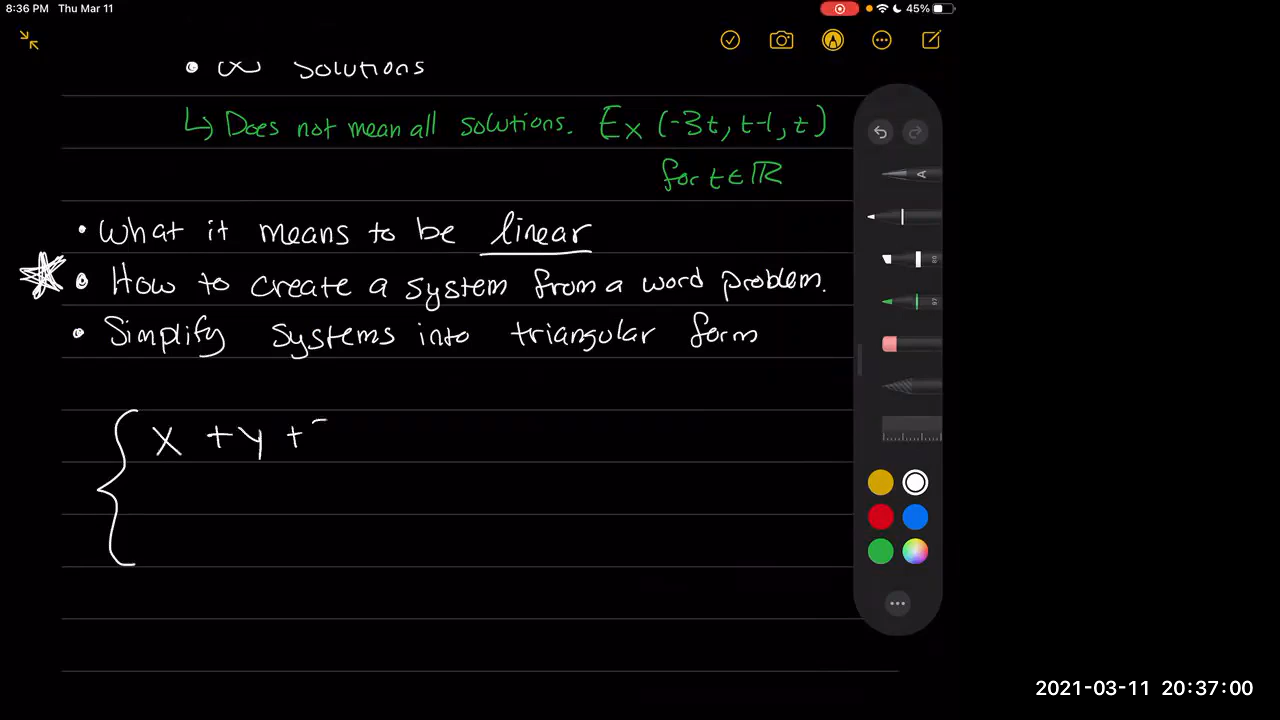 8:36 PM Thu Mar 11 45%
• ∞ solutions
↳ Does not mean all solutions. Ex (-3t, t-1, t)
for t∈ℝ
• What it means to be linear
• How to create a system from a word problem.
• Simplify systems into triangular form
{ x + y +
A
80
97
2021-03-11 20:37:00